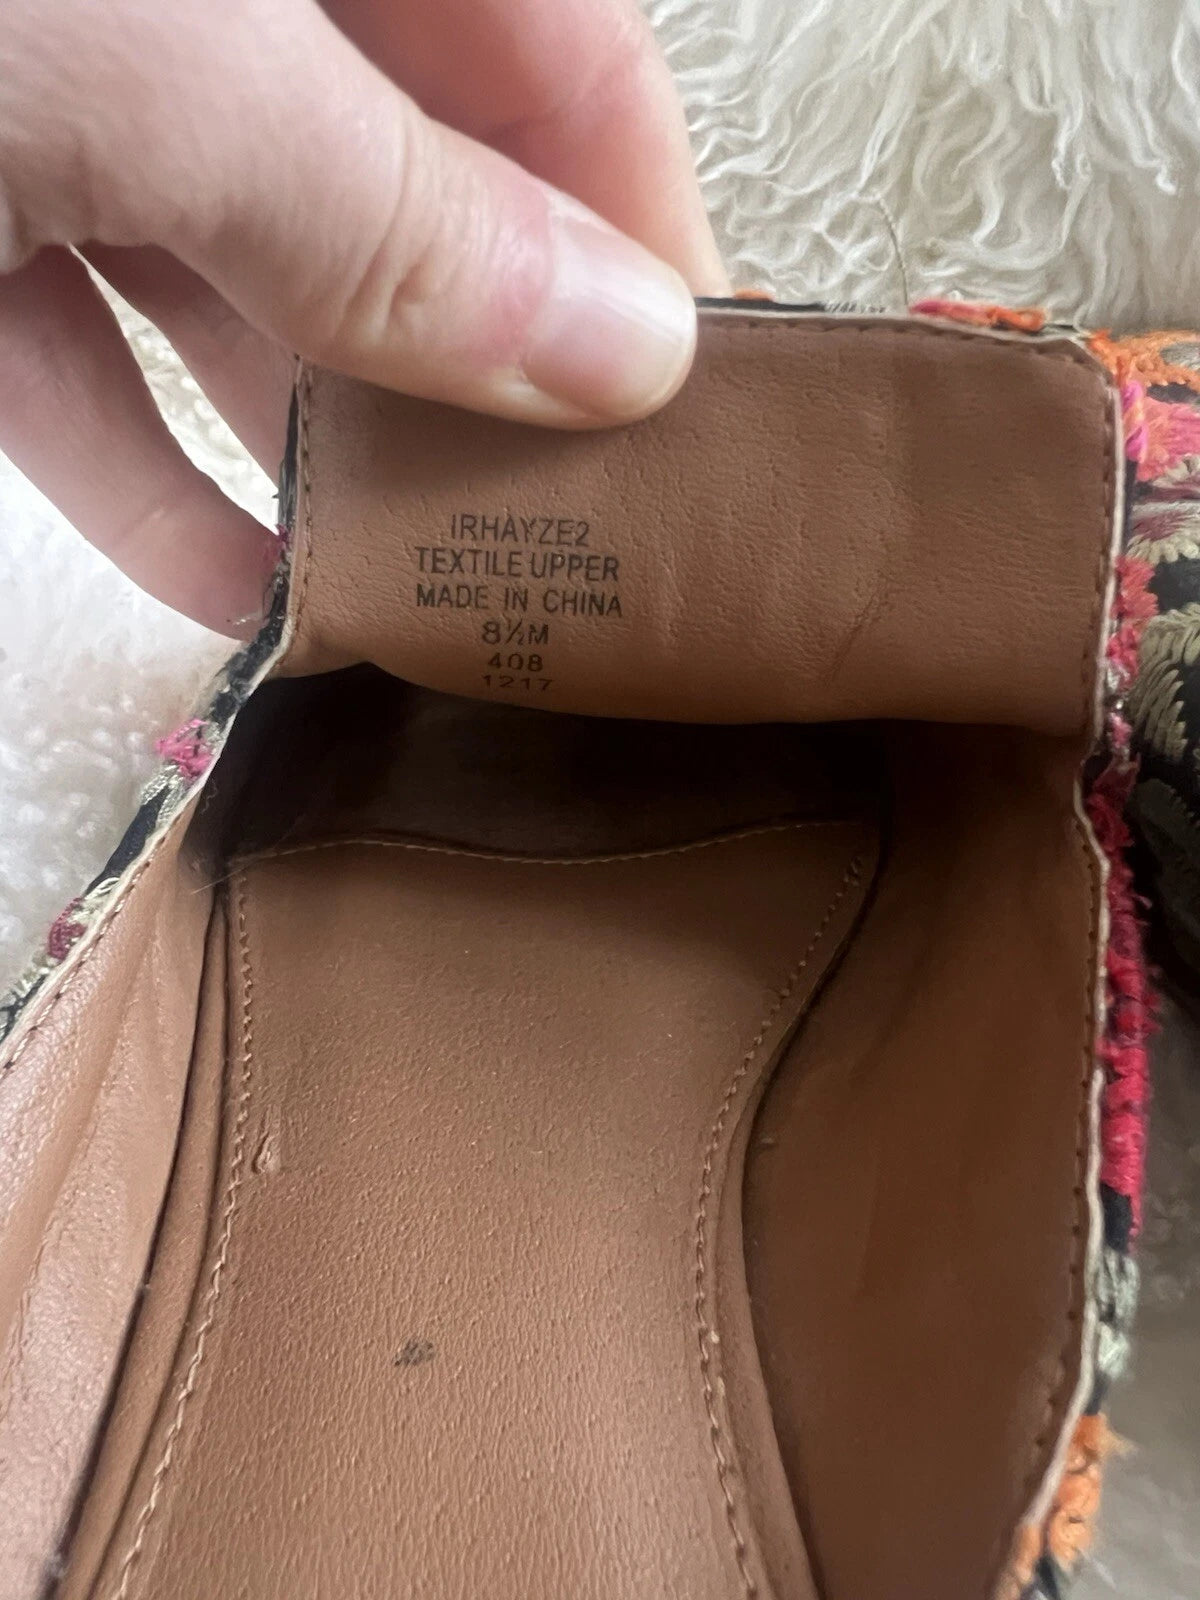 IRHAYZE2
TEXTILE UPPER
MADE IN CHINA
8½M
408
1217